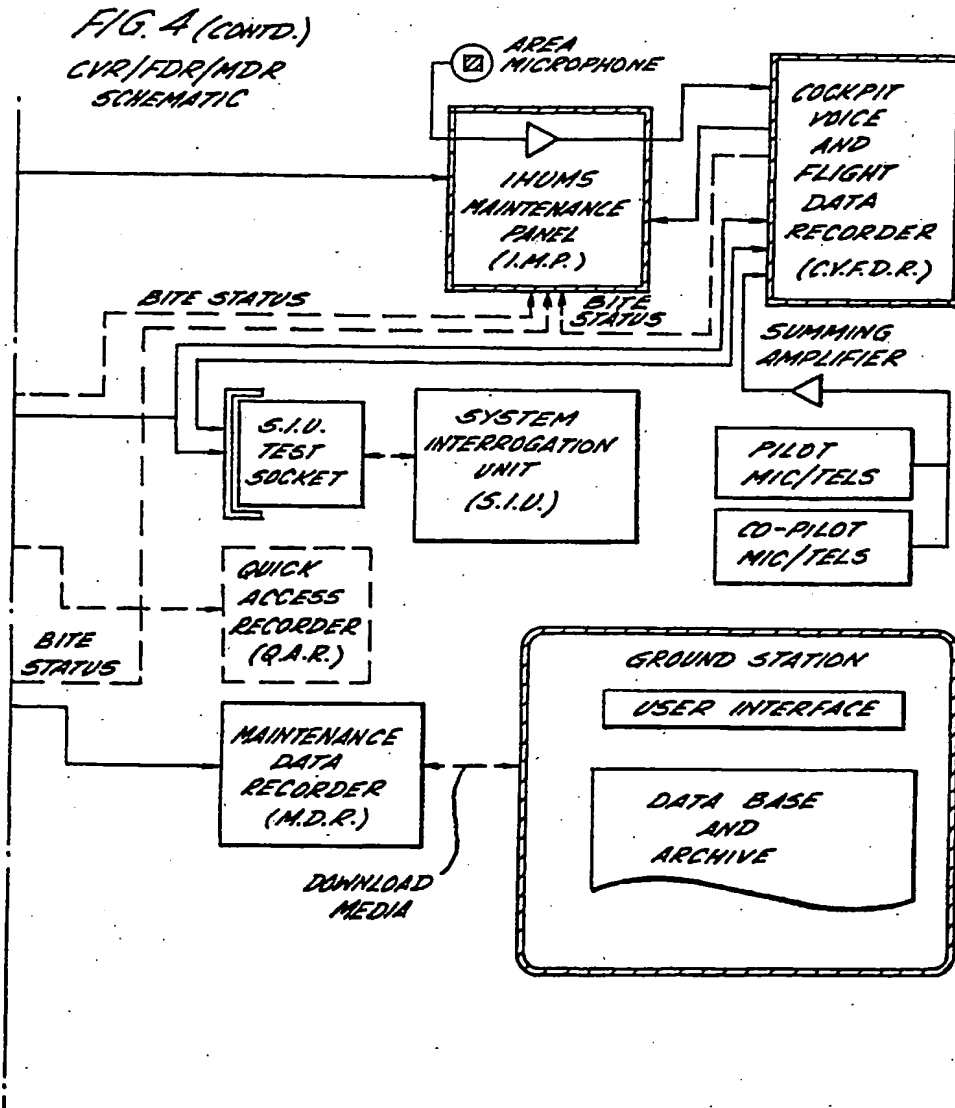 FIG. 4 (CONTD.)
CVR/FDR/MDR
SCHEMATIC
AREA
MICROPHONE
IHUMS
MAINTENANCE
PANEL
(I.M.P.)
COCKPIT
VOICE
AND
FLIGHT
DATA
RECORDER
(C.V.F.D.R.)
BITE STATUS
BITE
STATUS
SUMMING
AMPLIFIER
S.I.U.
TEST
SOCKET
SYSTEM
INTERROGATION
UNIT
(S.I.U.)
PILOT
MIC/TELS
CO-PILOT
MIC/TELS
QUICK
ACCESS
RECORDER
(Q.A.R.)
BITE
STATUS
MAINTENANCE
DATA
RECORDER
(M.D.R.)
DOWNLOAD
MEDIA
GROUND STATION
USER INTERFACE
DATA BASE
AND
ARCHIVE